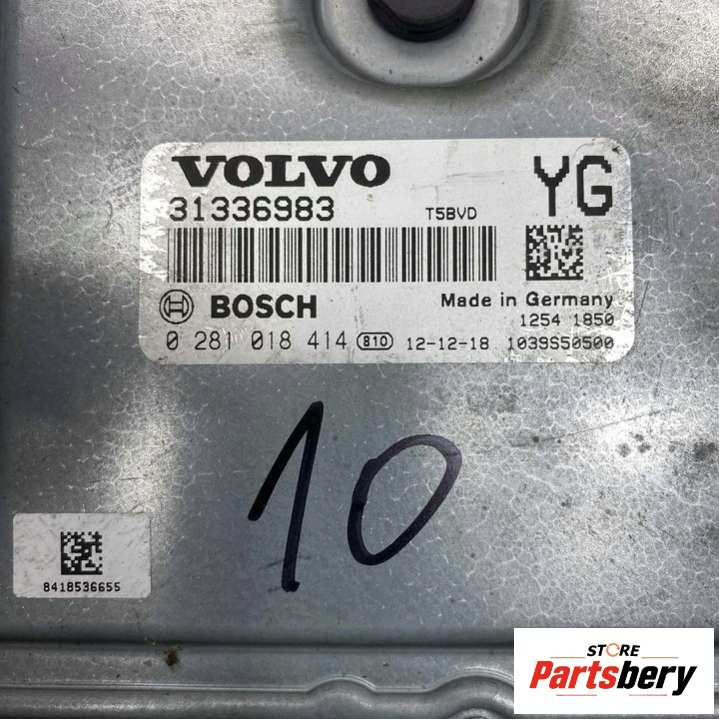 VOLVO
YG
31336983 T5BVD
BOSCH Made in Germany
1254 1850
0 281 018 414 810 12-12-18 1039S50500
10
8418536655
STORE
Partsbery